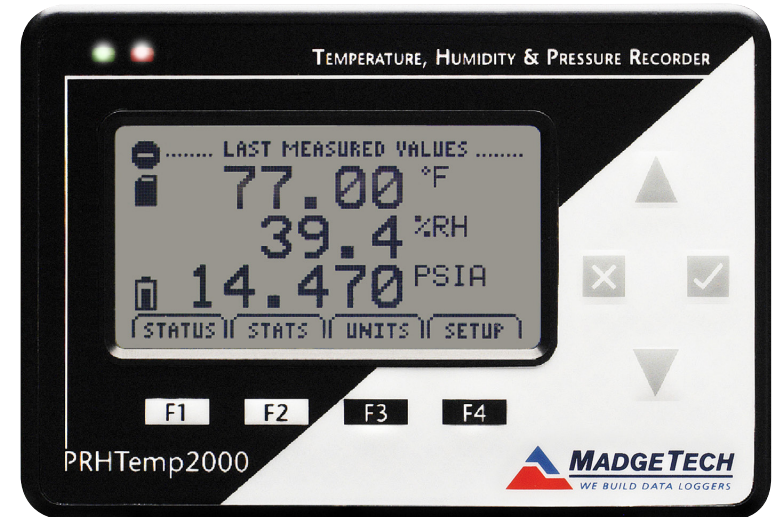 TEMPERATURE, HUMIDITY & PRESSURE RECORDER
LAST MEASURED VALUES
77.00 °F
39.4 %RH
14.470 PSIA
STATUS STATS UNITS SETUP
F1 F2 F3 F4
PRHTemp2000
MADGETECH
WE BUILD DATA LOGGERS